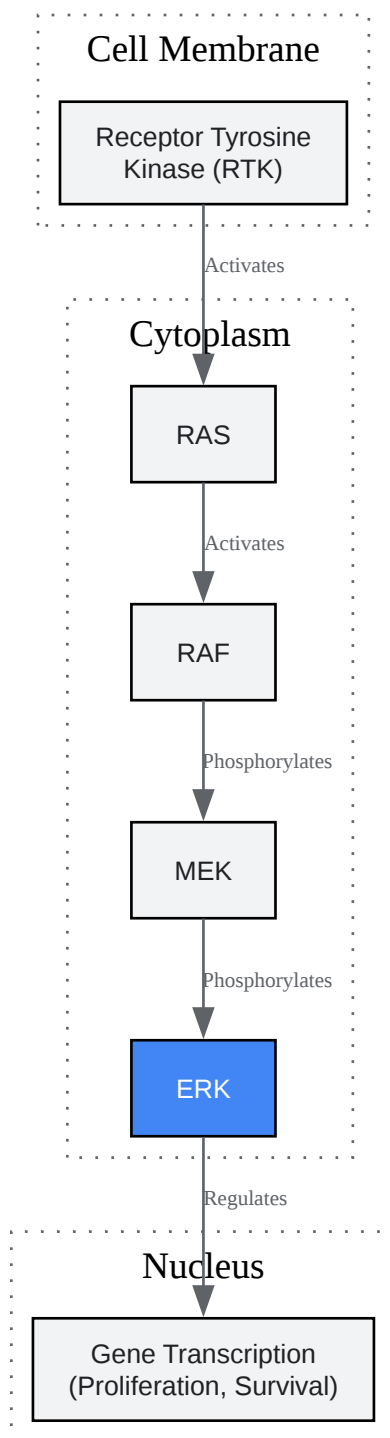 Cell Membrane
Receptor Tyrosine
Kinase (RTK)
Activates
Cytoplasm
RAS
Activates
RAF
Phosphorylates
MEK
Phosphorylates
ERK
Regulates
Nucleus
Gene Transcription
(Proliferation, Survival)